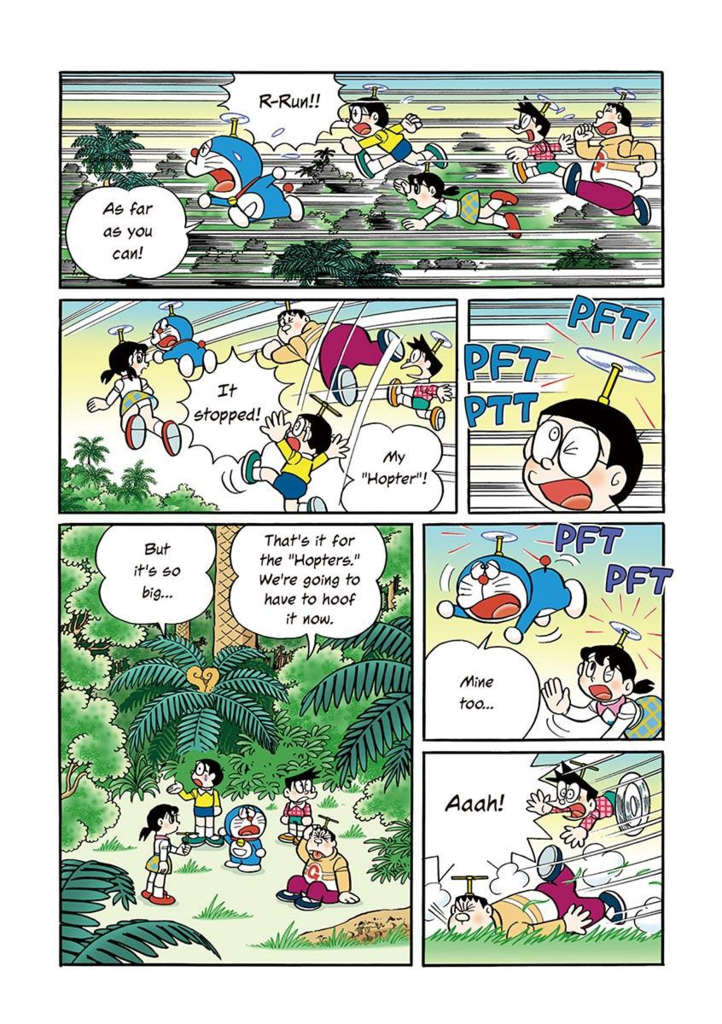 R-Run!!
As far
as you
can!
PFT
PFT
PTT
My
"Hopter"!
It
stopped!
PFT
PFT
Mine
too...
Aaah!
That's it for
the "Hopters."
We're going to
have to hoof
it now.
But
it's so
big...
G